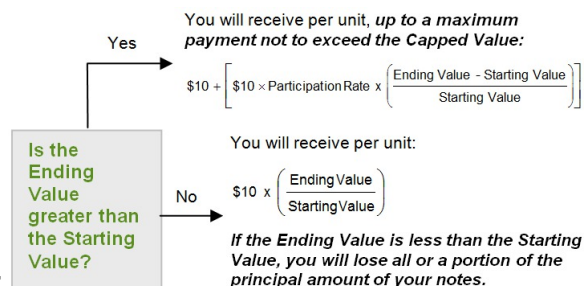 You will receive per unit, up to a maximum
Yes
payment not to exceed the Capped Value:
$10 + [ $10 × Participation Rate x ( Ending Value - Starting Value
Starting Value ) ]
Is the
Ending
Value
greater than
the Starting
Value?
No
You will receive per unit:
$10 x ( Ending Value
Starting Value )
If the Ending Value is less than the Starting
Value, you will lose all or a portion of the
principal amount of your notes.